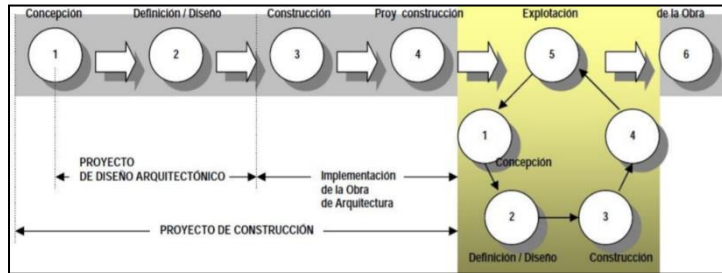 Concepción Definición / Diseño Construcción Proy construcción Explotación de la Obra
1 2 3 4 5 6
1 4
Concepción
PROYECTO
DE DISEÑO ARQUITECTÓNICO
Implementación
de la Obra
de Arquitectura
2 3
PROYECTO DE CONSTRUCCIÓN
Definición / Diseño Construcción